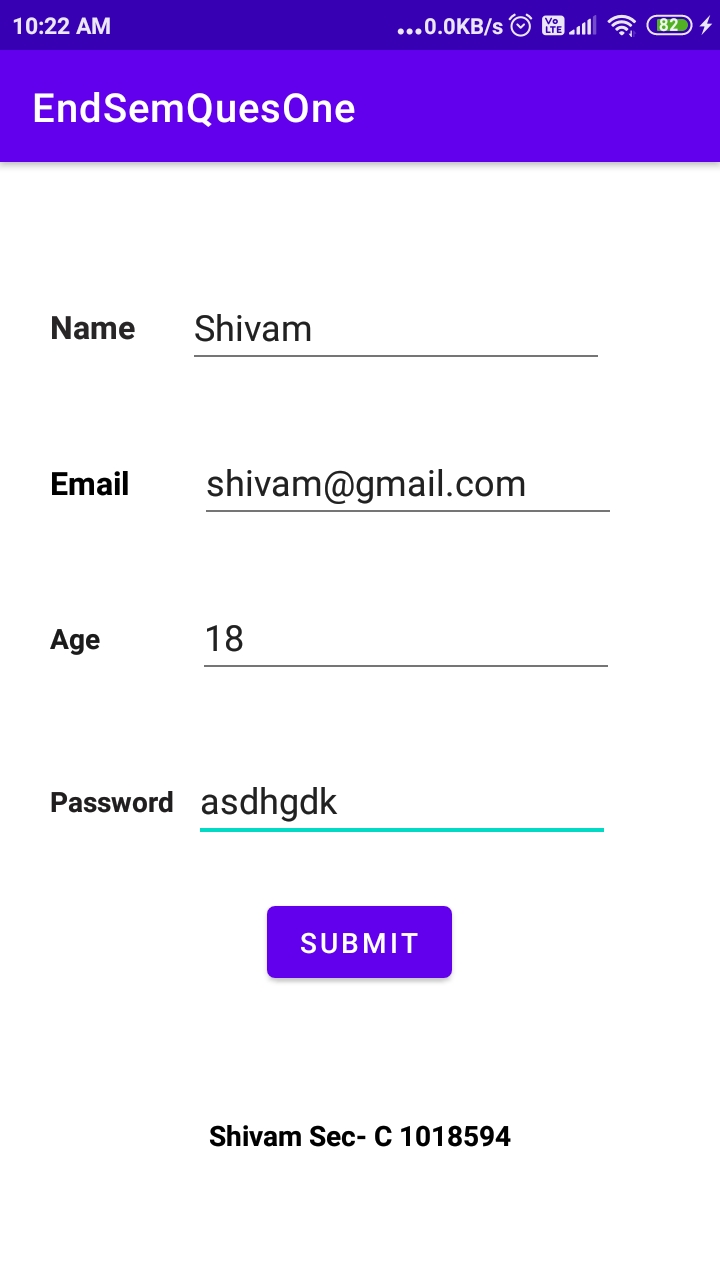 10:22 AM ...0.0KB/s Vo LTE 82
EndSemQuesOne
Name Shivam
Email shivam@gmail.com
Age 18
Password asdhgdk
SUBMIT
Shivam Sec- C 1018594